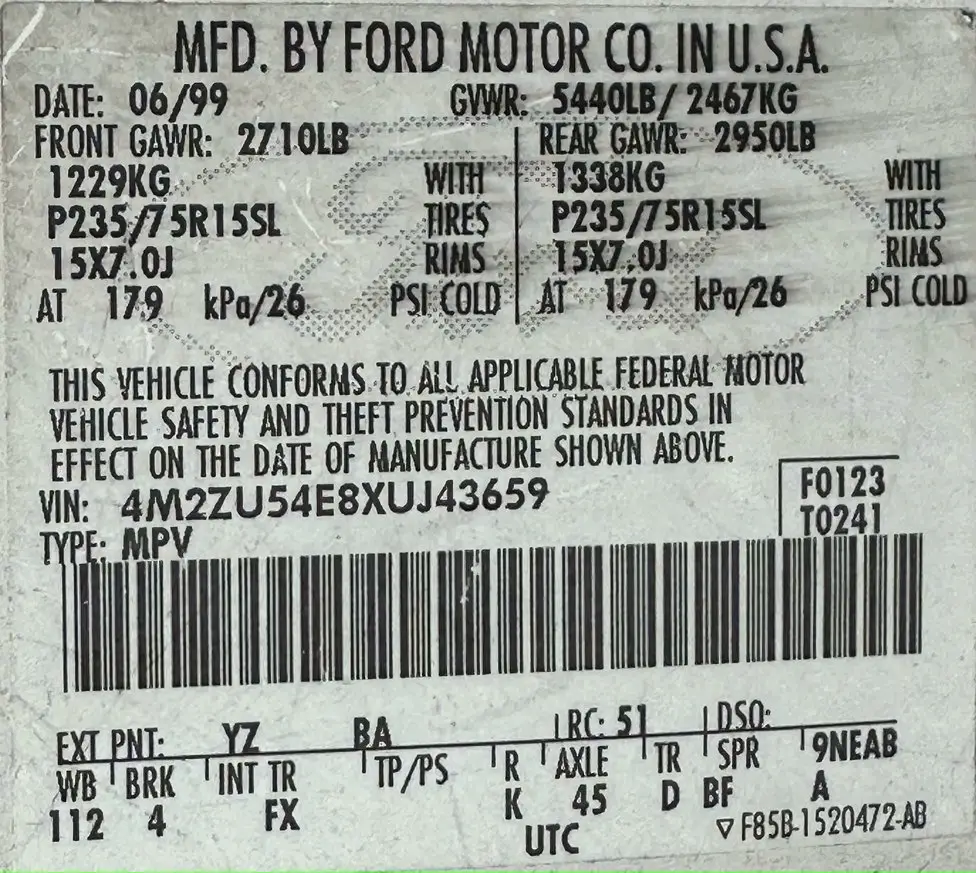 MFD. BY FORD MOTOR CO. IN U.S.A.
DATE: 06/99 GVWR: 5440LB/ 2467KG
FRONT GAWR: 2710LB REAR GAWR: 2950LB
1229KG WITH 1338KG WITH
P235/75R15SL TIRES P235/75R15SL TIRES
15X7.0J RIMS 15X7.0J RIMS
AT 179 kPa/26 PSI COLD AT 179 kPa/26 PSI COLD
THIS VEHICLE CONFORMS TO ALL APPLICABLE FEDERAL MOTOR
VEHICLE SAFETY AND THEFT PREVENTION STANDARDS IN
EFFECT ON THE DATE OF MANUFACTURE SHOWN ABOVE.
VIN: 4M2ZU54E8XUJ43659 F0123
TYPE: MPV T0241
EXT PNT: YZ BA RC: 51 DSO:
WB BRK INT TR TP/PS R AXLE TR SPR 9NEAB
112 4 FX K 45 D BF A
UTC ▽ F85B-1520472-AB